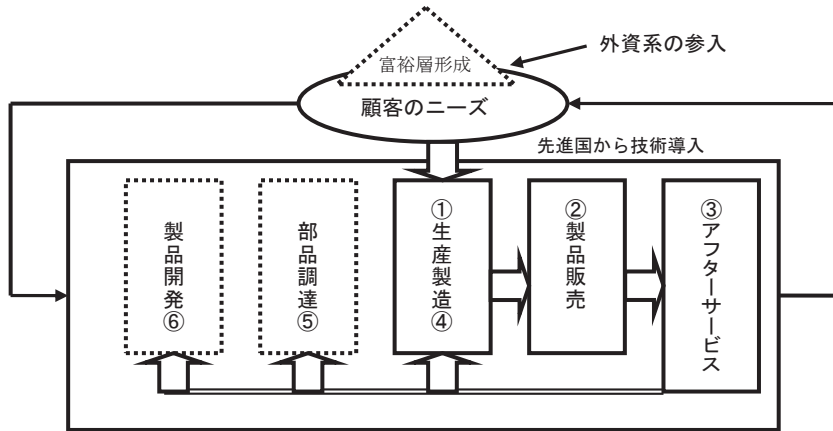 富裕層形成
外資系の参入
顧客のニーズ
先進国から技術導入
製品開発⑥
部品調達⑤
①生産製造④
②製品販売
③アフターサービス